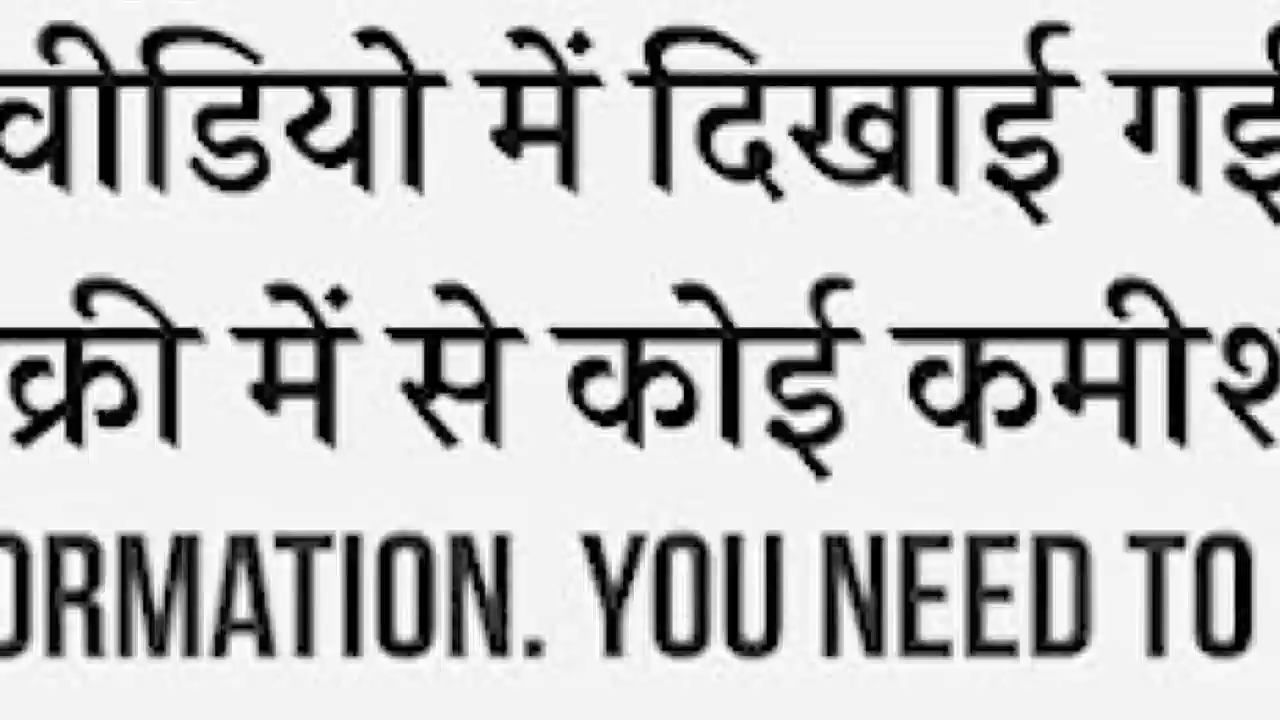 वीडियो में दिखाई गई
क्री में से कोई कमीश
ORMATION. YOU NEED TO